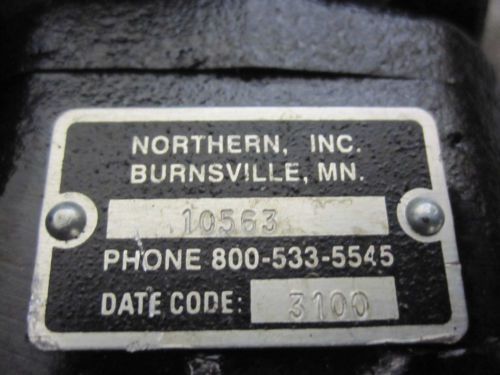 NORTHERN, INC.
BURNSVILLE, MN.
10563
PHONE 800-533-5545
DATE CODE: 3100